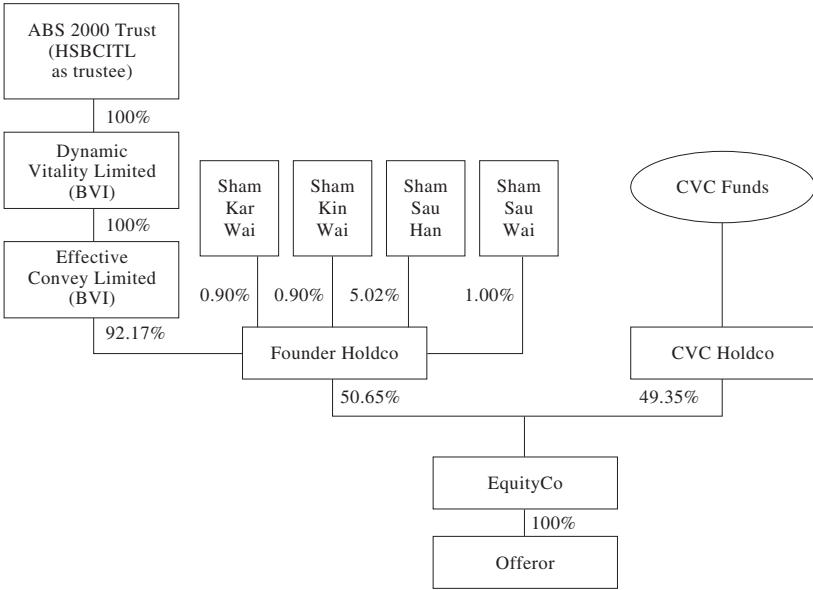 ABS 2000 Trust
(HSBCITL
as trustee)
100%
Dynamic
Vitality Limited
(BVI)
100%
Effective
Convey Limited
(BVI)
92.17%
Sham
Kar
Wai
0.90%
Sham
Kin
Wai
0.90%
Sham
Sau
Han
5.02%
Sham
Sau
Wai
1.00%
CVC Funds
Founder Holdco
CVC Holdco
50.65%
49.35%
EquityCo
100%
Offeror